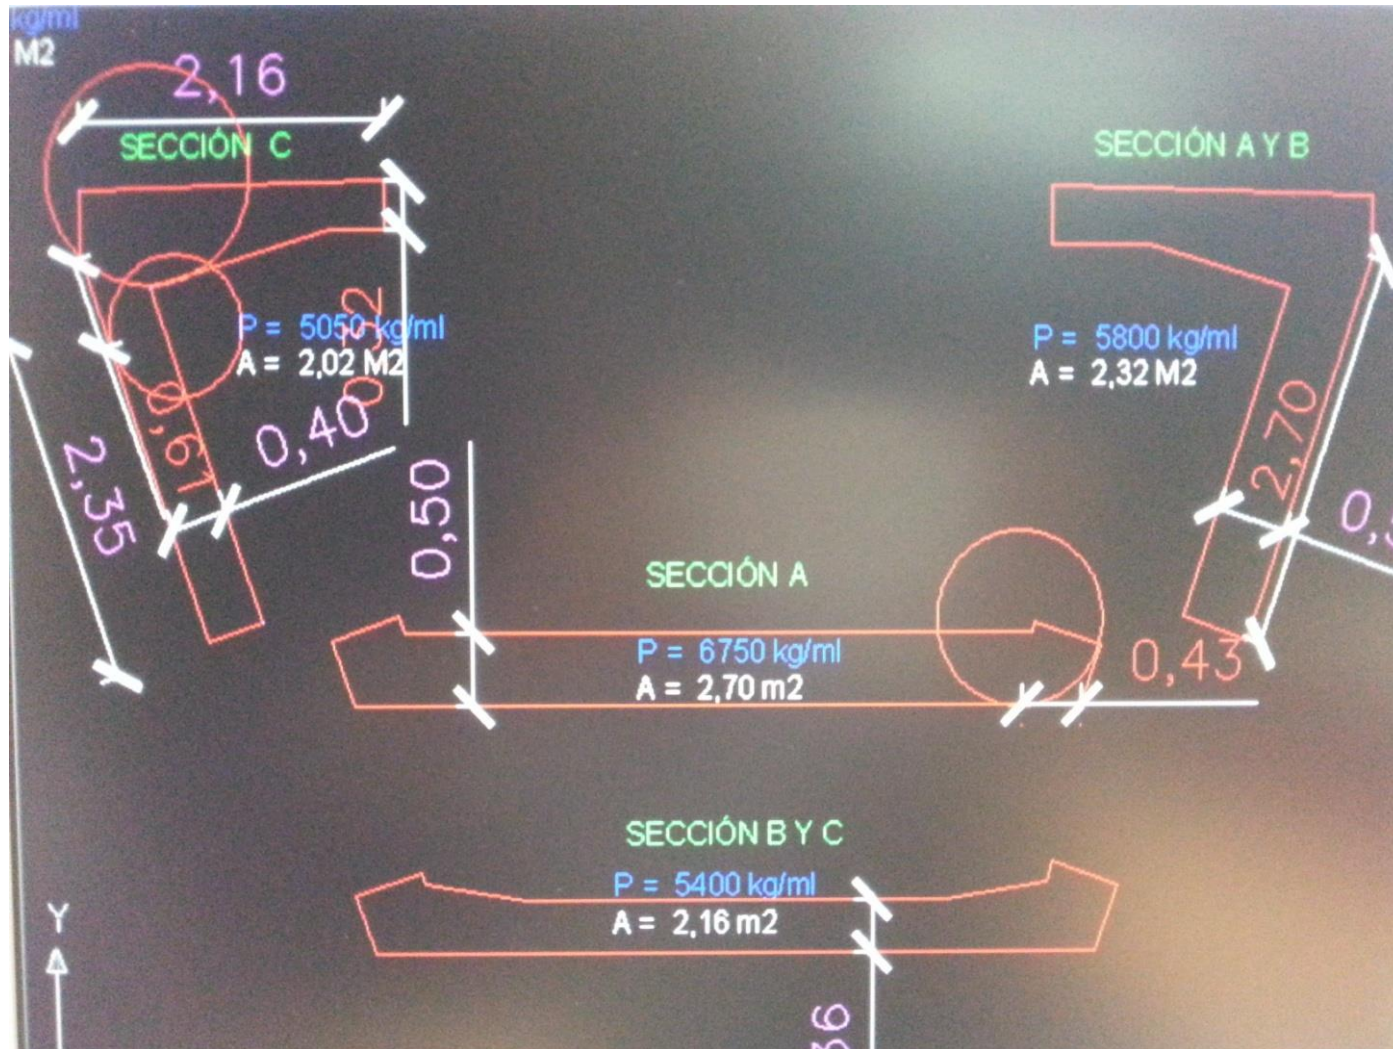 kg/ml
M2
2,16
SECCIÓN C
SECCIÓN A Y B
P = 5050 kg/ml
A = 2,02 M2
0,32
P = 5800 kg/ml
A = 2,32 M2
0,40
2,35
2,70
0,50
SECCIÓN A
P = 6750 kg/ml
A = 2,70 m2
0,43
SECCIÓN B Y C
P = 5400 kg/ml
A = 2,16 m2
Y